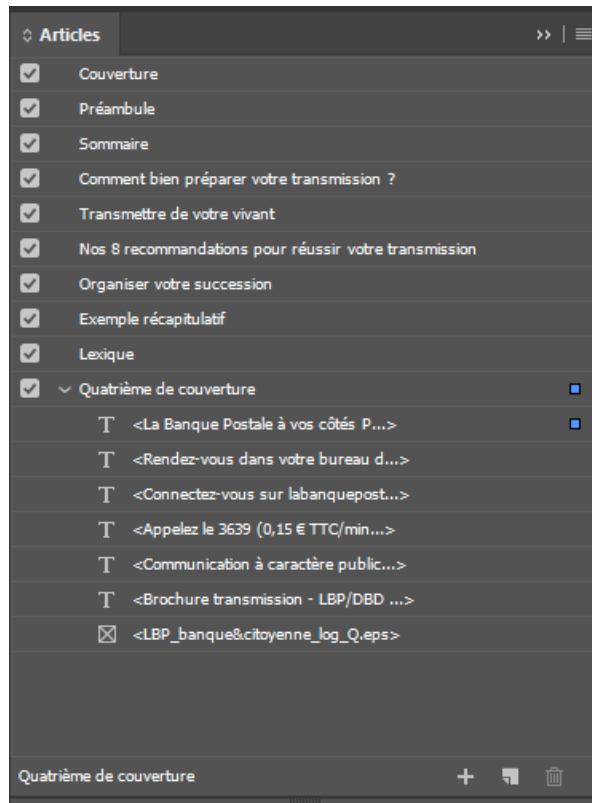 Articles
Couverture
Préambule
Sommaire
Comment bien préparer votre transmission ?
Transmettre de votre vivant
Nos 8 recommandations pour réussir votre transmission
Organiser votre succession
Exemple récapitulatif
Lexique
Quatrième de couverture
<La Banque Postale à vos côtés P...>
<Rendez-vous dans votre bureau d...>
<Connectez-vous sur labanquepost...>
<Appelez le 3639 (0,15 € TTC/min...>
<Communication à caractère public...>
<Brochure transmission - LBP/DBD ...>
<LBP_banque&citoyenne_log_Q.eps>
Quatrième de couverture